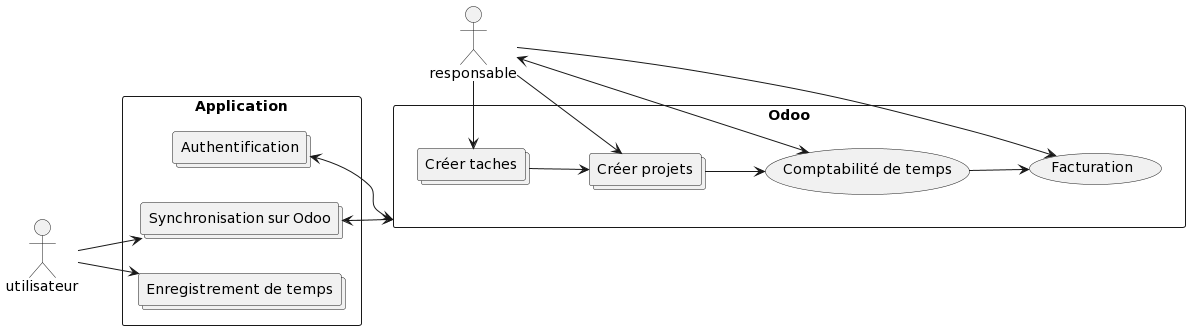 responsable
Application
Odoo
Authentification
Créer taches
Créer projets
Comptabilité de temps
Facturation
Synchronisation sur Odoo
utilisateur
Enregistrement de temps